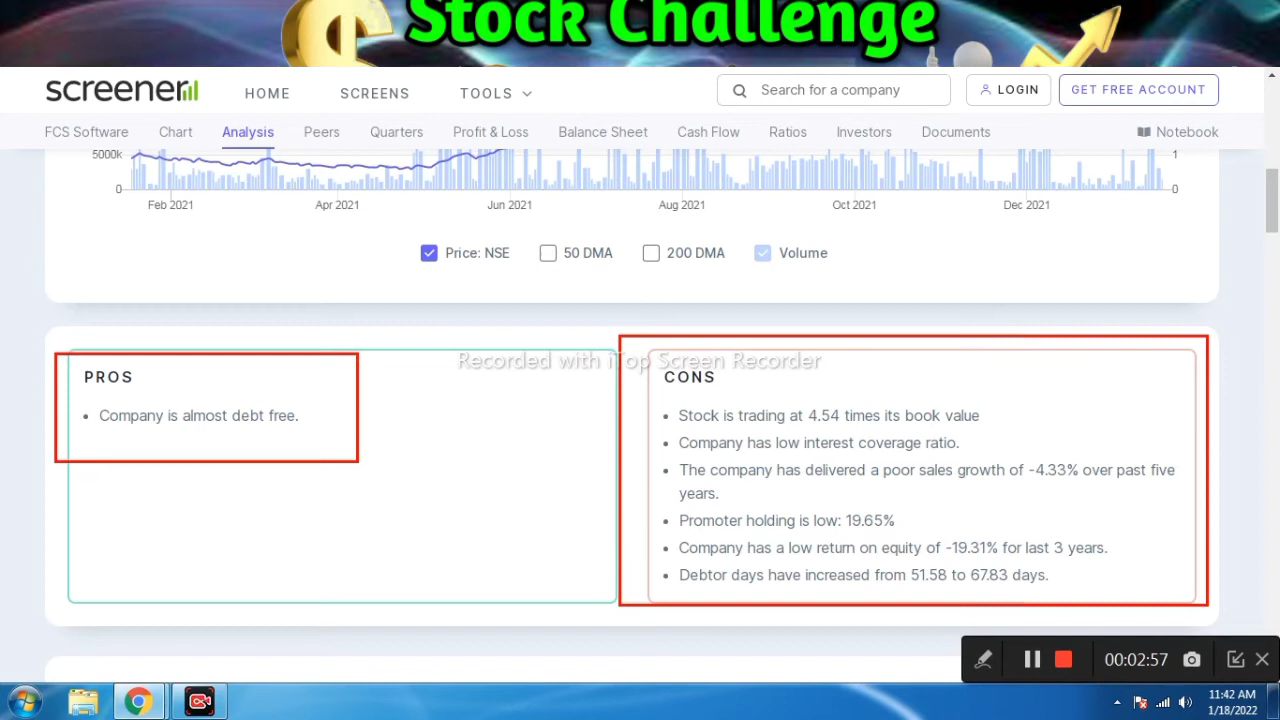 Stock Challenge
screener
HOME
SCREENS
TOOLS
Search for a company
LOGIN
GET FREE ACCOUNT
FCS Software
Chart
Analysis
Peers
Quarters
Profit & Loss
Balance Sheet
Cash Flow
Ratios
Investors
Documents
Notebook
5000k
1
0
0
Feb 2021
Apr 2021
Jun 2021
Aug 2021
Oct 2021
Dec 2021
Price: NSE
50 DMA
200 DMA
Volume
Recorded with iTop Screen Recorder
PROS
Company is almost debt free.
CONS
Stock is trading at 4.54 times its book value
Company has low interest coverage ratio.
The company has delivered a poor sales growth of -4.33% over past five
years.
Promoter holding is low: 19.65%
Company has a low return on equity of -19.31% for last 3 years.
Debtor days have increased from 51.58 to 67.83 days.
00:02:57
11:42 AM
1/18/2022